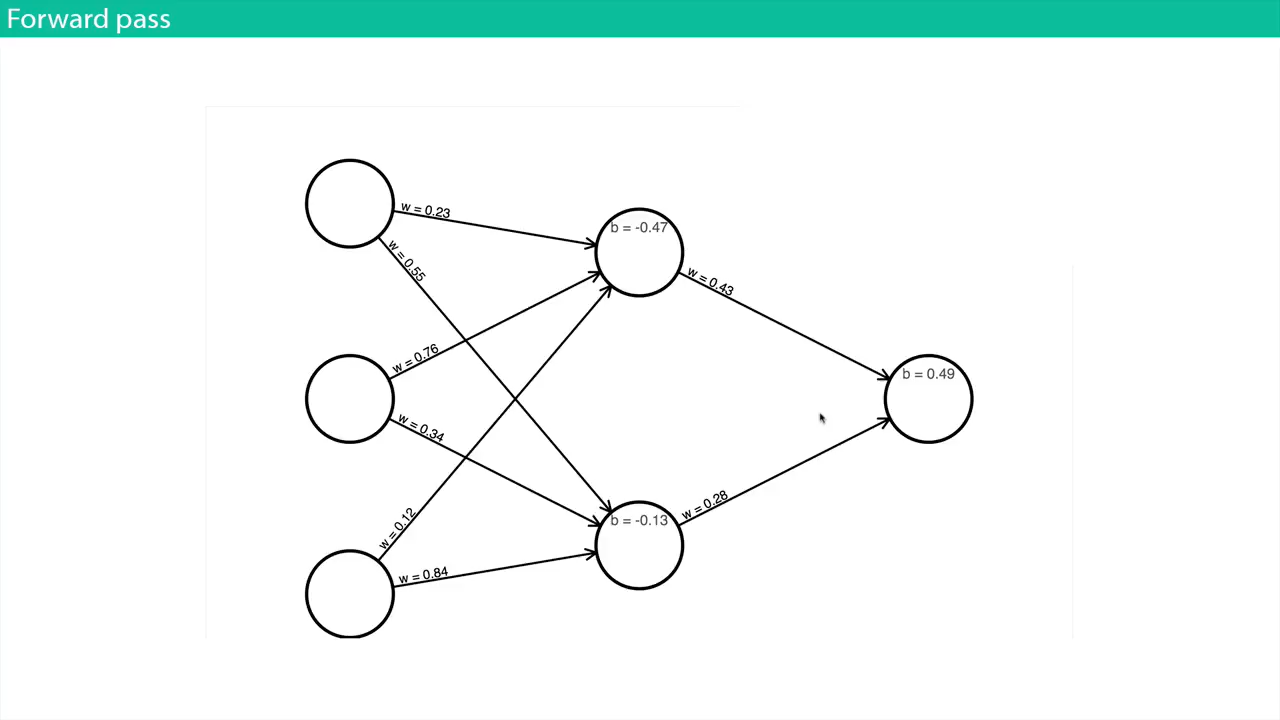 Forward pass
w = 0.23
b = -0.47
w = 0.55
w = 0.43
w = 0.76
b = 0.49
w = 0.34
w = 0.28
w = 0.12
b = -0.13
w = 0.84